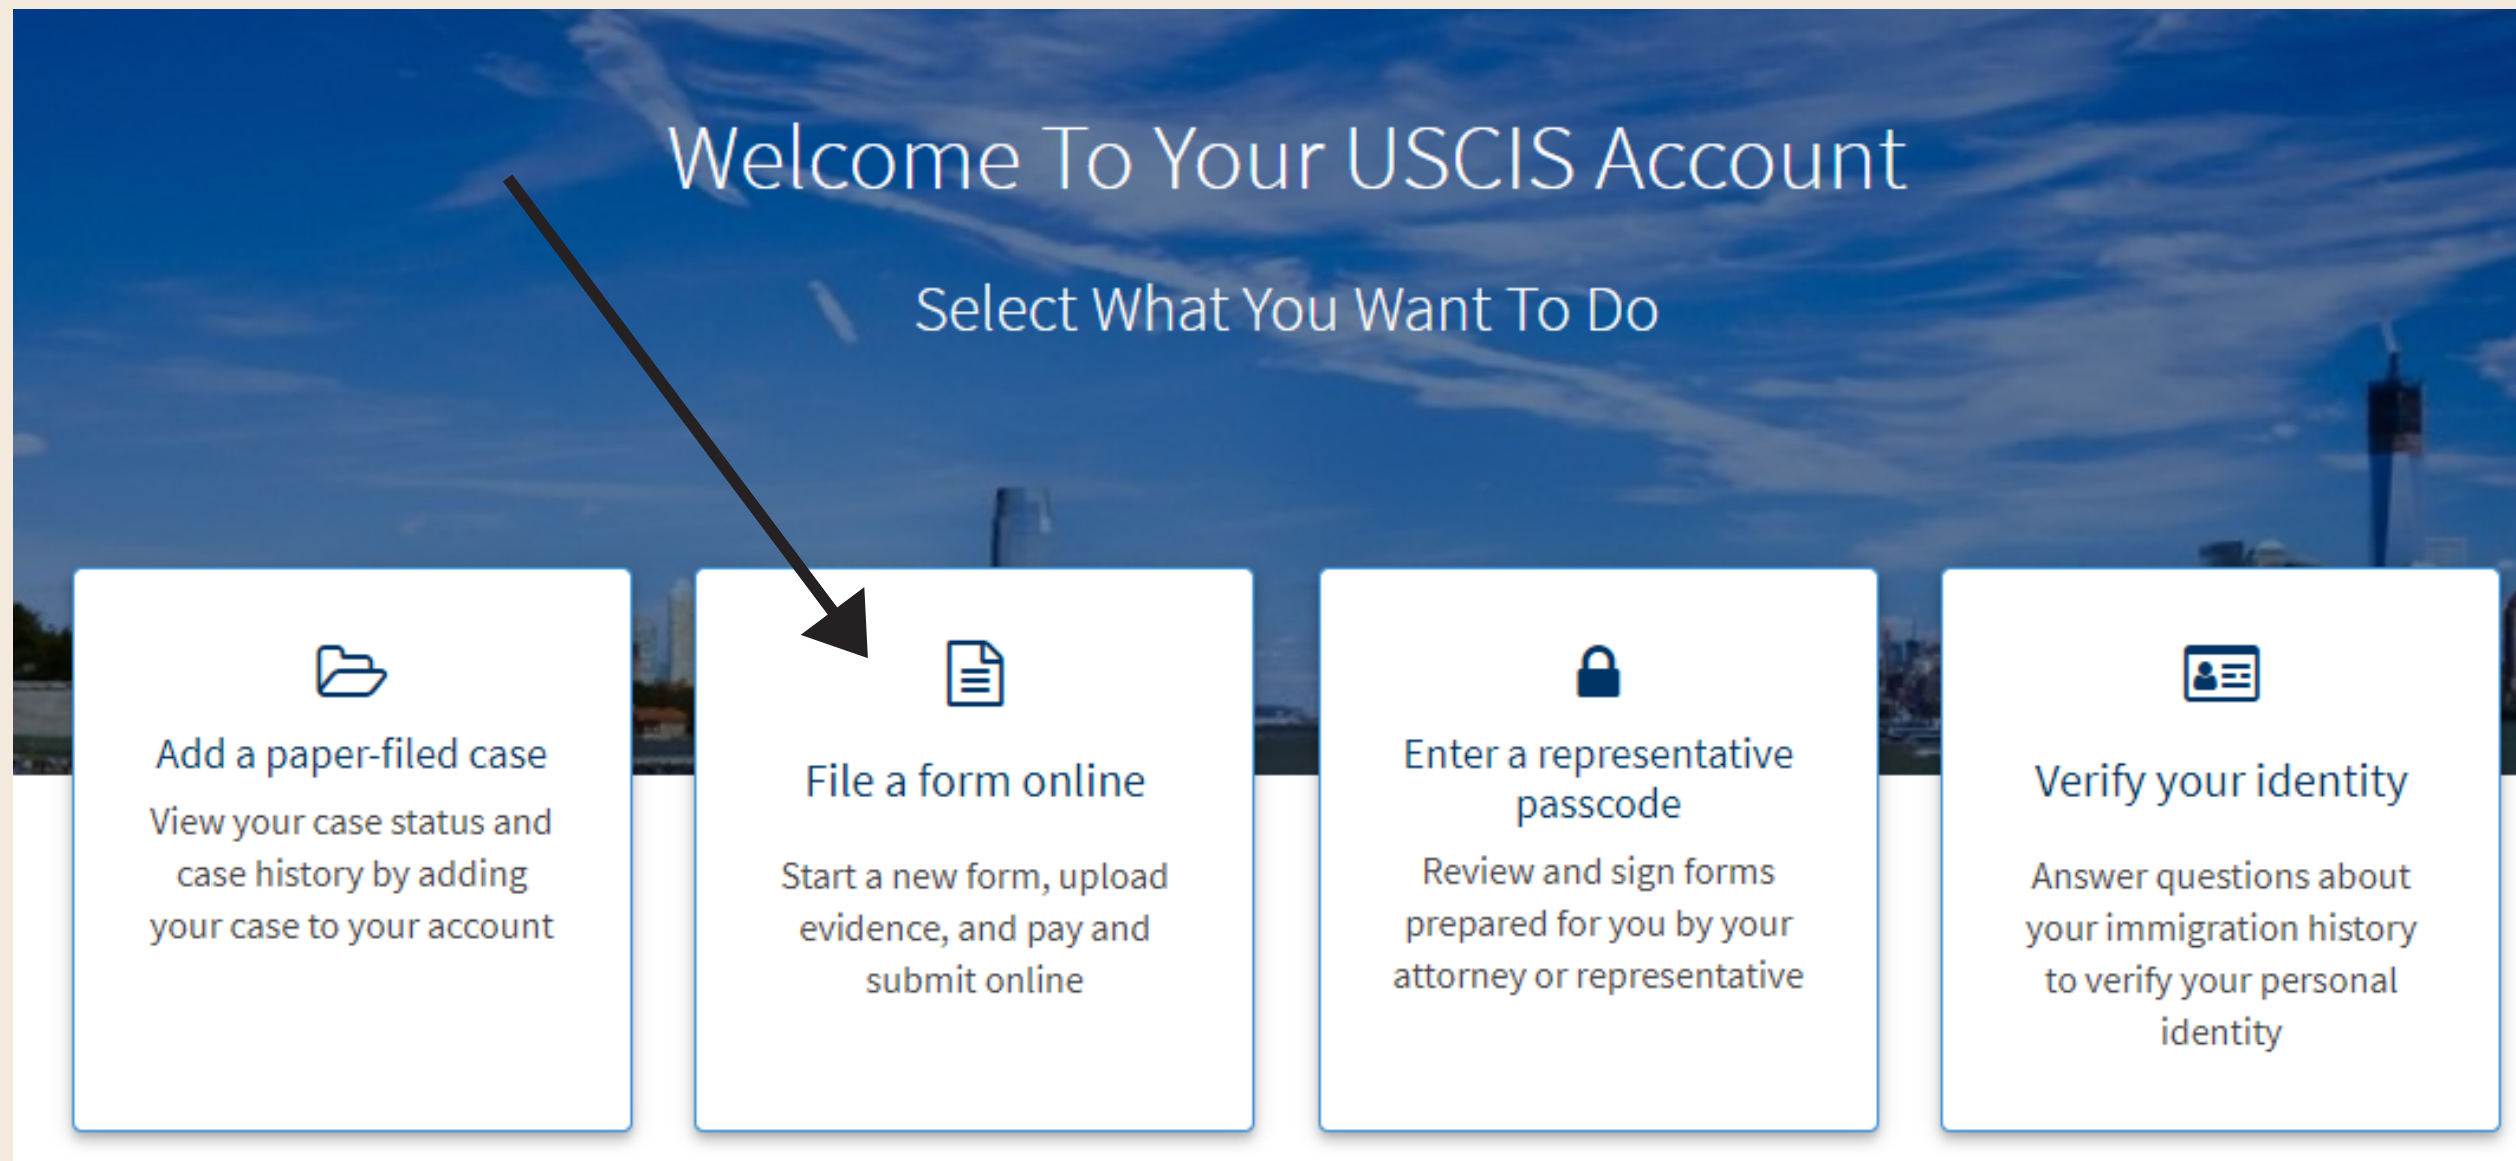 Welcome To Your USCIS Account
Select What You Want To Do
Add a paper-filed case
View your case status and
case history by adding
your case to your account
File a form online
Start a new form, upload
evidence, and pay and
submit online
Enter a representative
passcode
Review and sign forms
prepared for you by your
attorney or representative
Verify your identity
Answer questions about
your immigration history
to verify your personal
identity